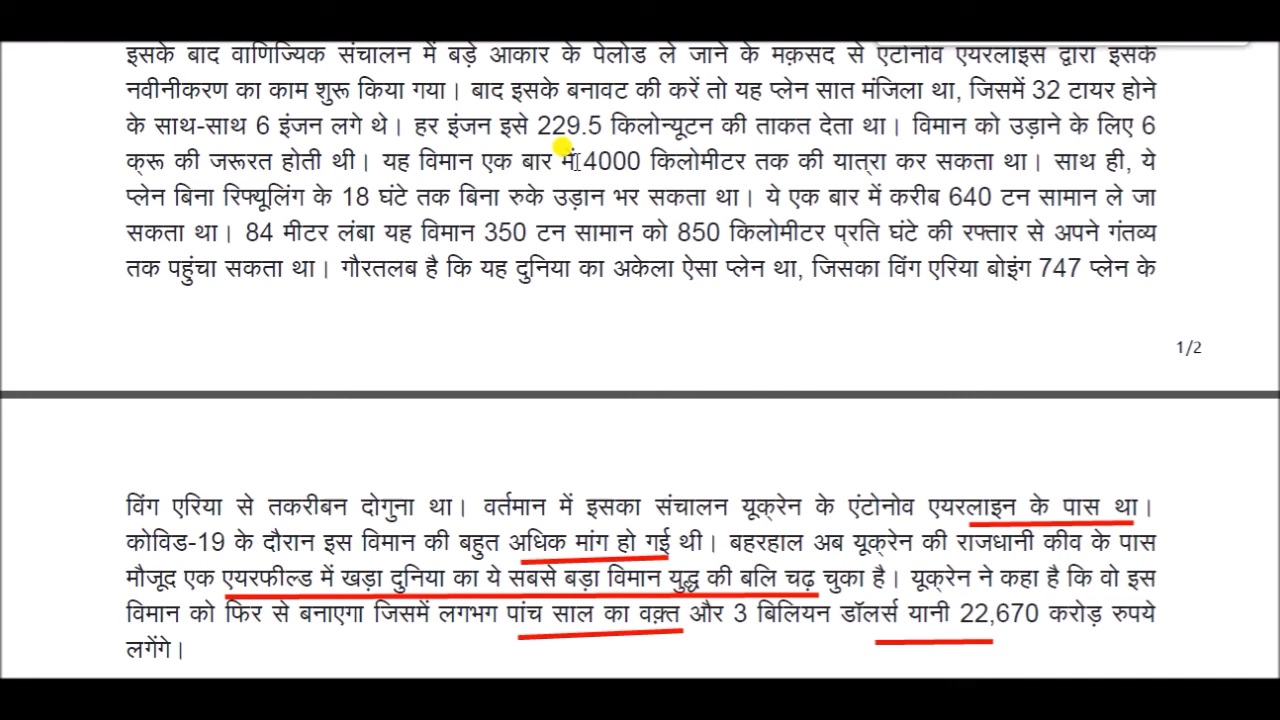 इसके बाद वाणिज्यिक संचालन में बड़े आकार के पेलोड ले जाने के मक़सद से एंटोनोव एयरलाइंस द्वारा इसके
नवीनीकरण का काम शुरू किया गया। बाद इसके बनावट की करें तो यह प्लेन सात मंजिला था, जिसमें 32 टायर होने
के साथ-साथ 6 इंजन लगे थे। हर इंजन इसे 229.5 किलोन्यूटन की ताकत देता था। विमान को उड़ाने के लिए 6
क्रू की जरूरत होती थी। यह विमान एक बार में 4000 किलोमीटर तक की यात्रा कर सकता था। साथ ही, ये
प्लेन बिना रिफ्यूलिंग के 18 घंटे तक बिना रुके उड़ान भर सकता था। ये एक बार में करीब 640 टन सामान ले जा
सकता था। 84 मीटर लंबा यह विमान 350 टन सामान को 850 किलोमीटर प्रति घंटे की रफ्तार से अपने गंतव्य
तक पहुंचा सकता था। गौरतलब है कि यह दुनिया का अकेला ऐसा प्लेन था, जिसका विंग एरिया बोइंग 747 प्लेन के
1/2
विंग एरिया से तकरीबन दोगुना था। वर्तमान में इसका संचालन यूक्रेन के एंटोनोव एयरलाइन के पास था।
कोविड-19 के दौरान इस विमान की बहुत अधिक मांग हो गई थी। बहरहाल अब यूक्रेन की राजधानी कीव के पास
मौजूद एक एयरफील्ड में खड़ा दुनिया का ये सबसे बड़ा विमान युद्ध की बलि चढ़ चुका है। यूक्रेन ने कहा है कि वो इस
विमान को फिर से बनाएगा जिसमें लगभग पांच साल का वक़्त और 3 बिलियन डॉलर्स यानी 22,670 करोड़ रुपये
लगेंगे।